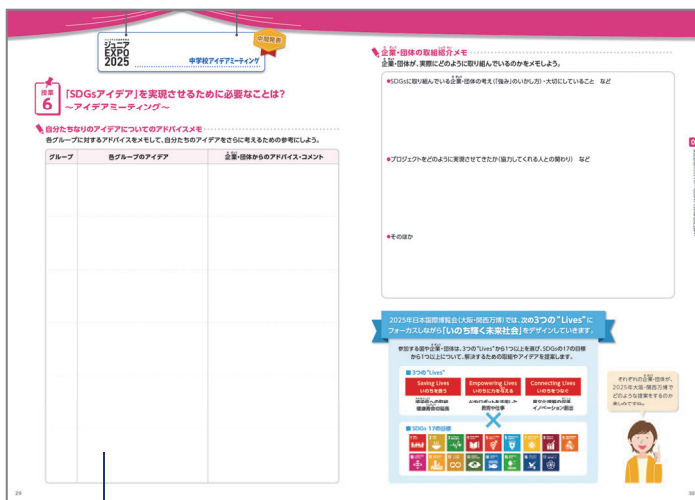 ジュニア
EXPO
2025
中学校アイデアミーティング
中間発表
授業
6
「SDGsアイデア」を実現させるために必要なことは?
~アイデアミーティング~
自分たちなりのアイデアについてのアドバイスメモ
各グループに対するアドバイスをメモして、自分たちのアイデアをさらに考えるための参考にしよう。
グループ 各グループのアイデア 企業・団体からのアドバイス・コメント
企業・団体の取組紹介メモ
企業・団体が、実際にどのように取り組んでいるのかをメモしよう。
●SDGsに取り組んでいる企業・団体の考え(「強み」のいかし方)・大切にしていること など
●プロジェクトをどのように実現させてきたか(協力してくれる人との関わり) など
●そのほか
2025年日本国際博覧会(大阪・関西万博)では、次の3つの“Lives”に
フォーカスしながら「いのち輝く未来社会」をデザインしていきます。
参加する国や企業・団体は、3つの“Lives”から1つ以上を選び、SDGsの17の目標
から1つ以上について、解決するための取組やアイデアを提案します。
■3つの“Lives”
Saving Lives Empowering Lives Connecting Lives
いのちを救う いのちに力を与える いのちをつなぐ
健康寿命の延長 教育や仕事 イノベーション創出
■SDGs 17の目標
それぞれの企業・団体が、
2025年大阪・関西万博で
どのような提案をするのか
楽しみですね。
29